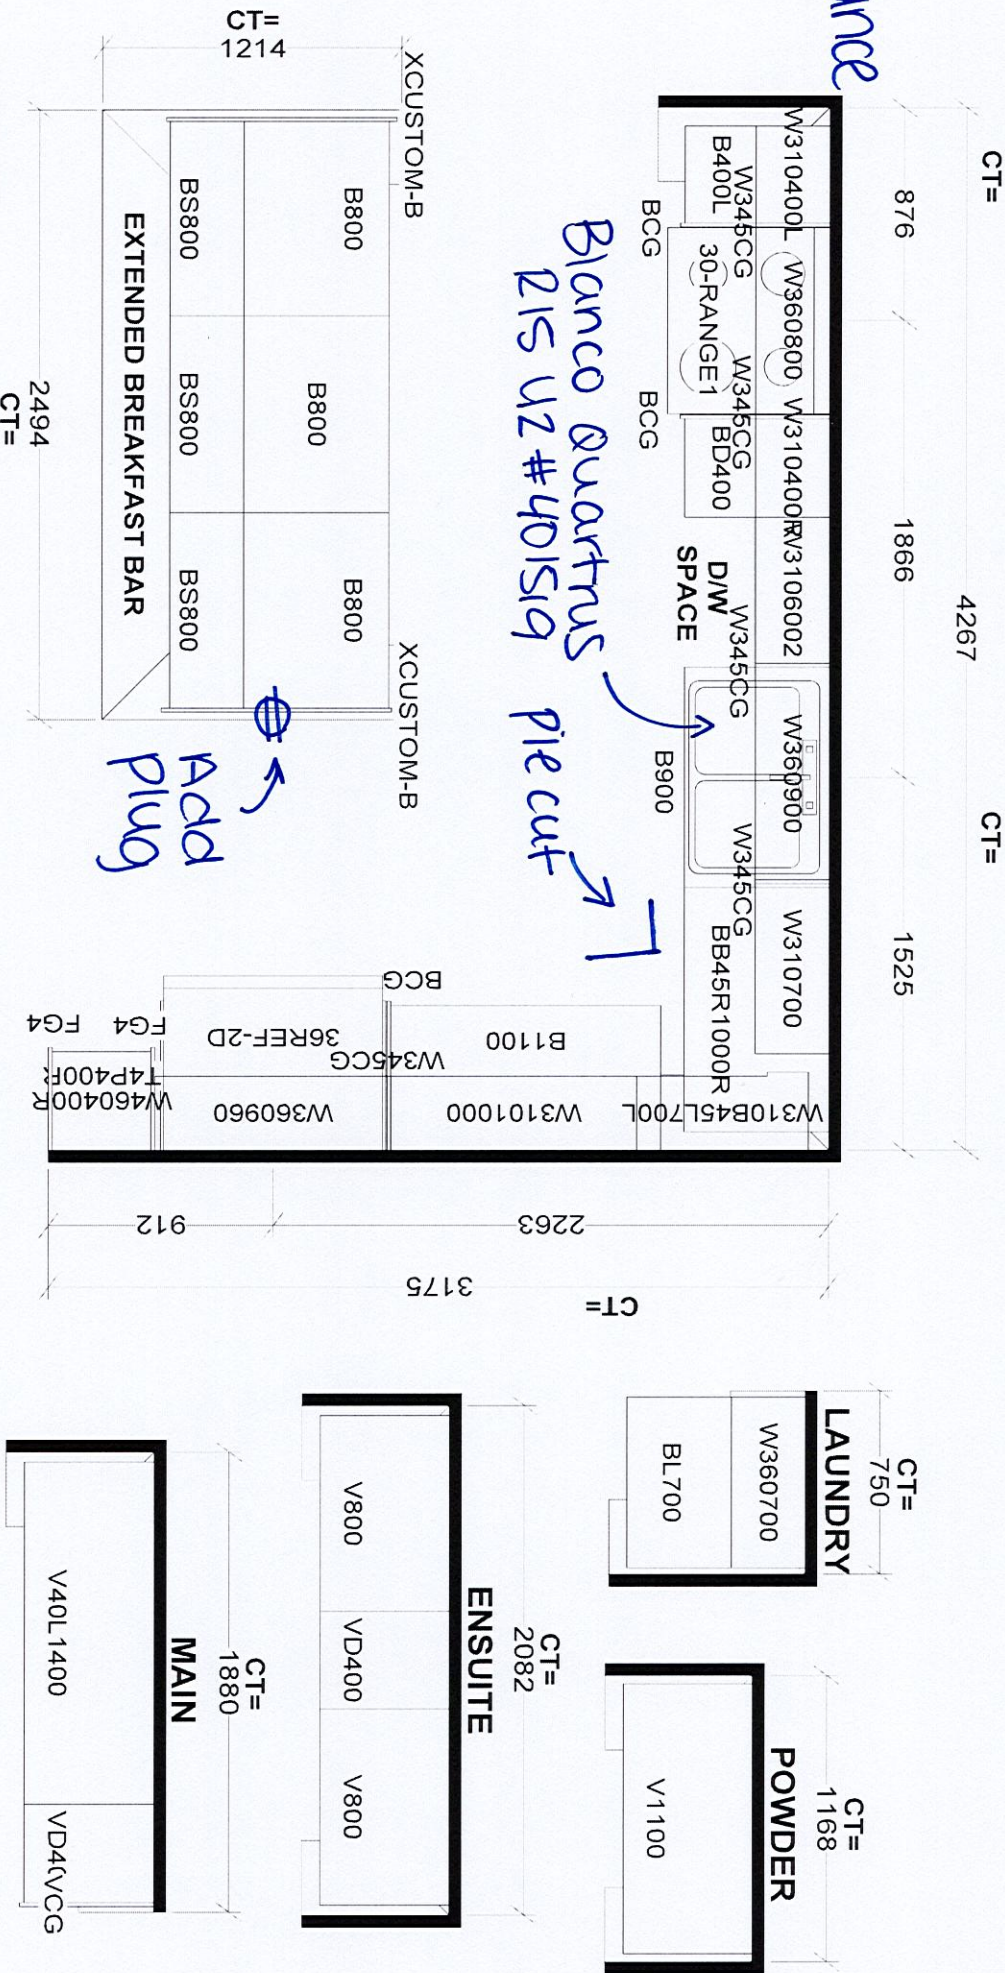 ance
CT=
876
1866
1525
4267
CT=
W310400L
W360800
W310400R
W3106002
W360900
W310700
W345CG
B400L
30-RANGE1
W345CG
BD400
D/W
SPACE
W345CG
W345CG
BB45R1000R
W310B45L700L
BCG
BCG
B900
Blanco Quartrus
R15 U2 #401519
Pie cut
BCG
B1100
W345CG
W3101000
36REF-2D
W360960
FG4
FG4
T4P400R
W460400R
2263
912
3175
CT=
CT=
1214
XCUSTOM-B
XCUSTOM-B
B800
B800
B800
BS800
BS800
BS800
EXTENDED BREAKFAST BAR
Add
plug
2494
CT=
CT=
750
LAUNDRY
W360700
BL700
CT=
1168
POWDER
V1100
CT=
2082
ENSUITE
V800
VD400
V800
CT=
1880
MAIN
V40L1400
VD4(VCG